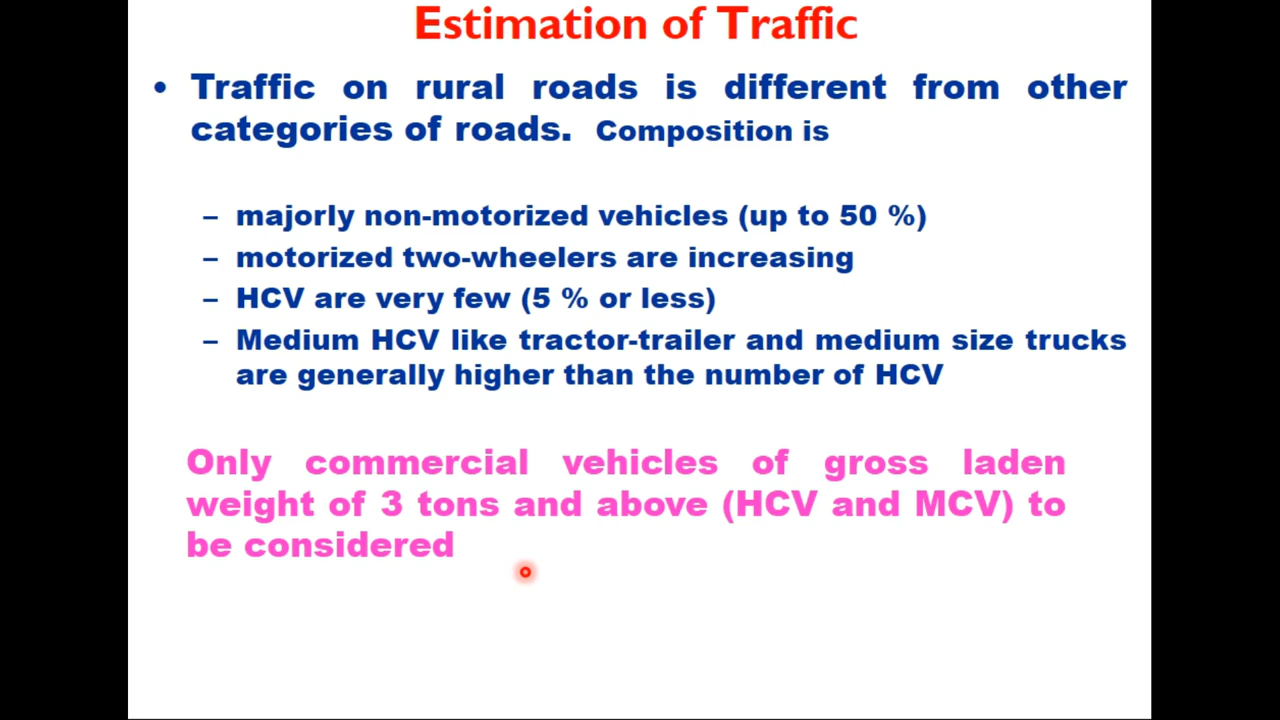 Estimation of Traffic
• Traffic on rural roads is different from other
categories of roads. Composition is
– majorly non-motorized vehicles (up to 50 %)
– motorized two-wheelers are increasing
– HCV are very few (5 % or less)
– Medium HCV like tractor-trailer and medium size trucks
are generally higher than the number of HCV
Only commercial vehicles of gross laden
weight of 3 tons and above (HCV and MCV) to
be considered